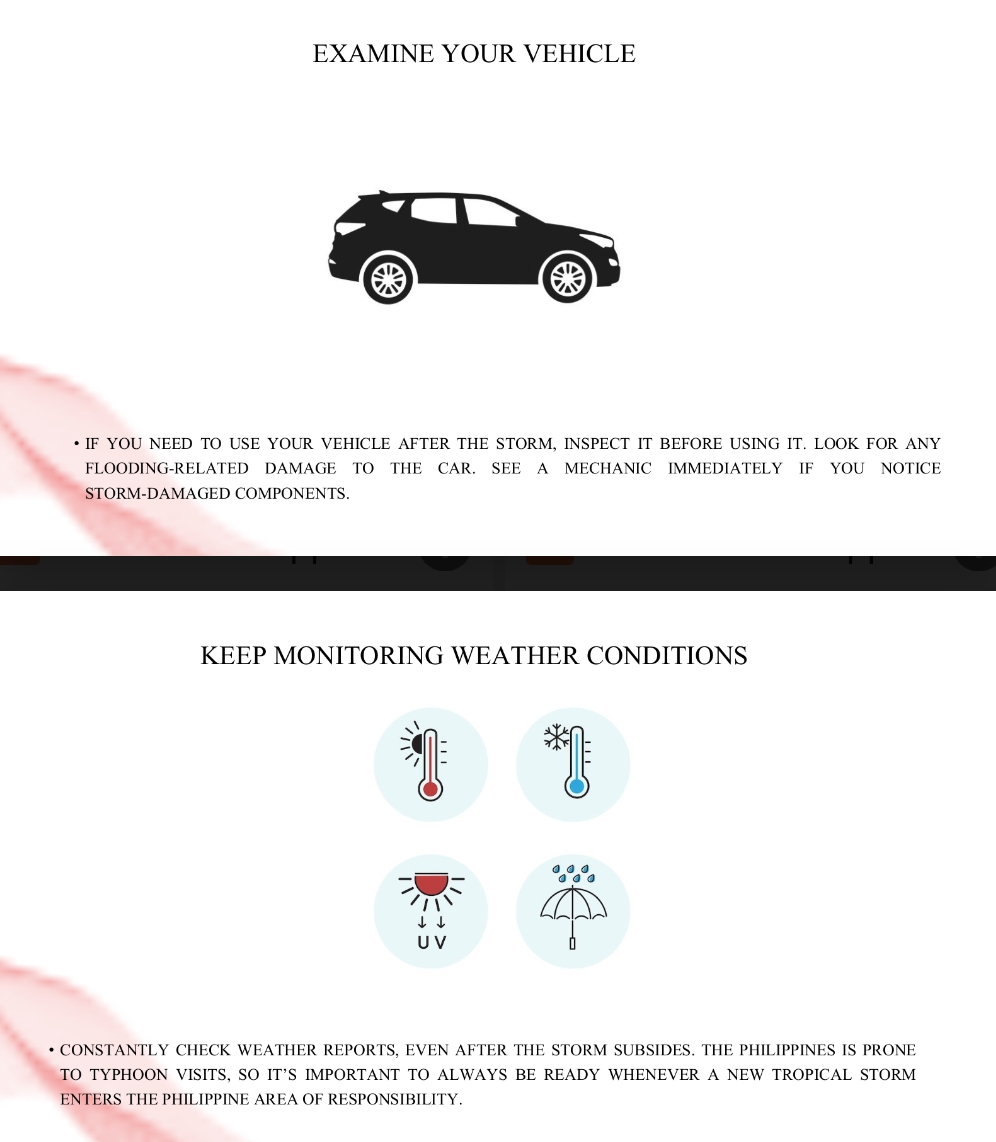 EXAMINE YOUR VEHICLE
• IF YOU NEED TO USE YOUR VEHICLE AFTER THE STORM, INSPECT IT BEFORE USING IT. LOOK FOR ANY
FLOODING-RELATED DAMAGE TO THE CAR. SEE A MECHANIC IMMEDIATELY IF YOU NOTICE
STORM-DAMAGED COMPONENTS.
KEEP MONITORING WEATHER CONDITIONS
UV
• CONSTANTLY CHECK WEATHER REPORTS, EVEN AFTER THE STORM SUBSIDES. THE PHILIPPINES IS PRONE
TO TYPHOON VISITS, SO IT’S IMPORTANT TO ALWAYS BE READY WHENEVER A NEW TROPICAL STORM
ENTERS THE PHILIPPINE AREA OF RESPONSIBILITY.